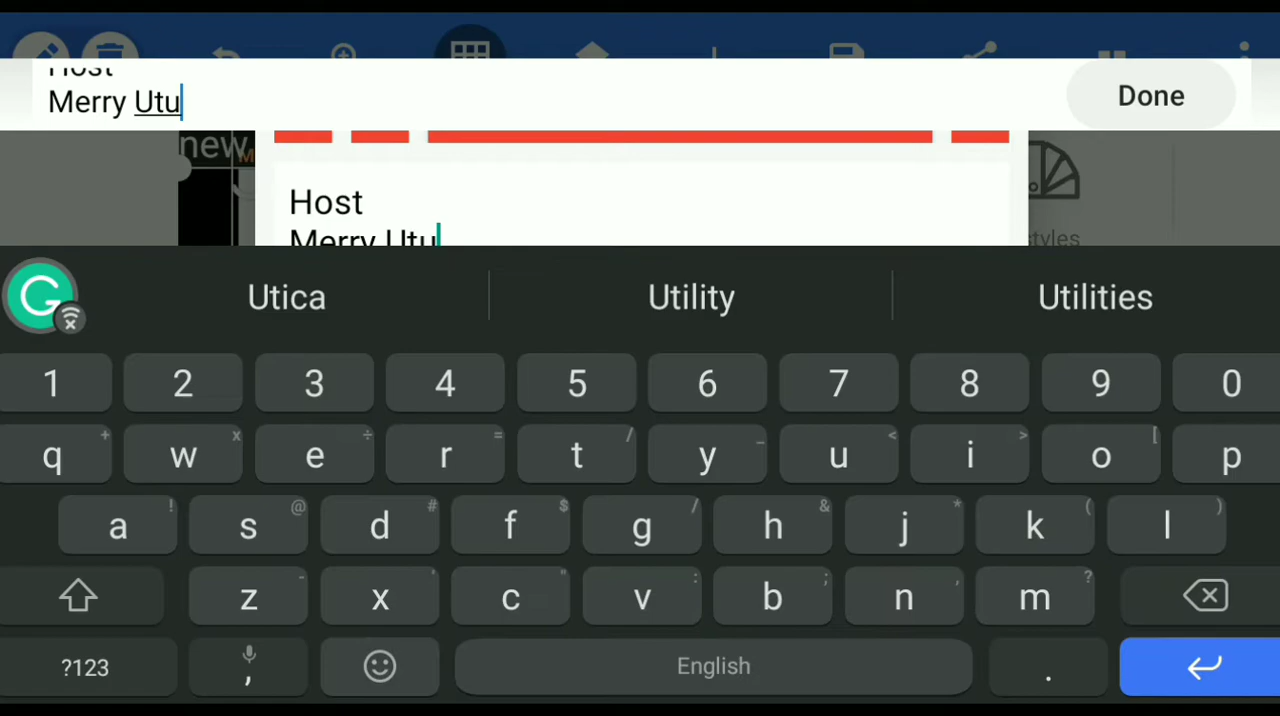 Host
Merry Utu
Done
new
Host
Merry Utu
styles
Utica Utility Utilities
1 2 3 4 5 6 7 8 9 0
q + w x e ÷ r = t / y _ u < i > o [ p
a ! s @ d # f $ g / h & j * k ( l )
z - x ' c " v : b ; n , m ?
?123 , English .